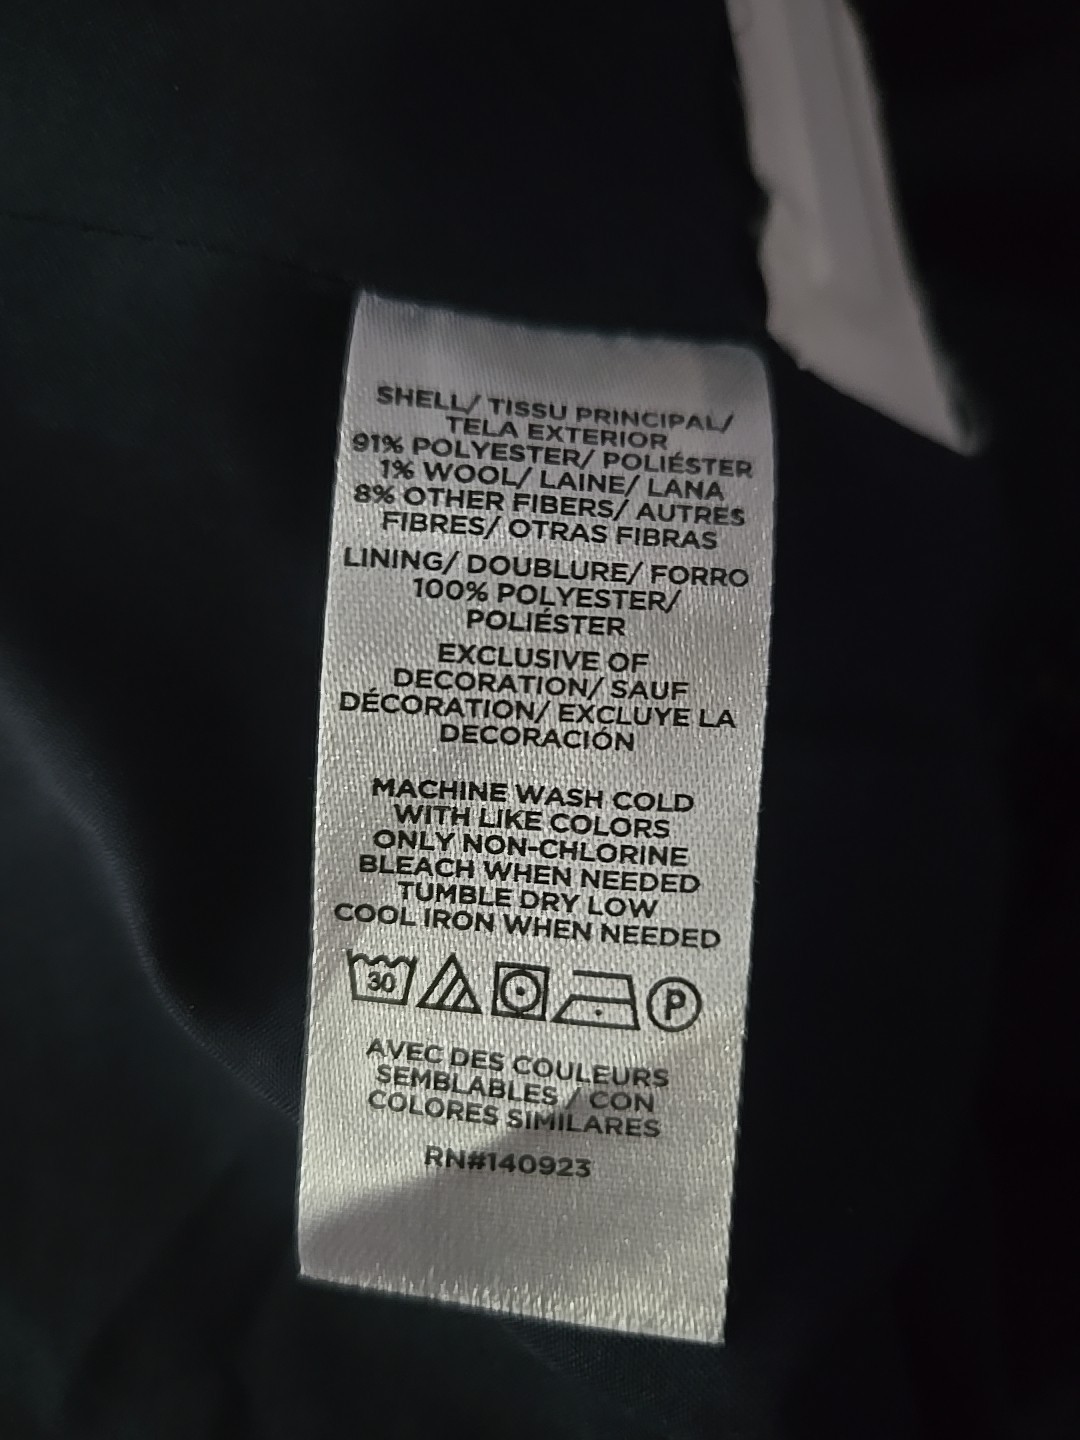 SHELL/ TISSU PRINCIPAL/
TELA EXTERIOR
91% POLYESTER/ POLIÉSTER
1% WOOL/ LAINE/ LANA
8% OTHER FIBERS/ AUTRES
FIBRES/ OTRAS FIBRAS
LINING/ DOUBLURE/ FORRO
100% POLYESTER/
POLIÉSTER
EXCLUSIVE OF
DECORATION/ SAUF
DÉCORATION/ EXCLUYE LA
DECORACIÓN
MACHINE WASH COLD
WITH LIKE COLORS
ONLY NON-CHLORINE
BLEACH WHEN NEEDED
TUMBLE DRY LOW
COOL IRON WHEN NEEDED
30 P
AVEC DES COULEURS
SEMBLABLES / CON
COLORES SIMILARES
RN#140923